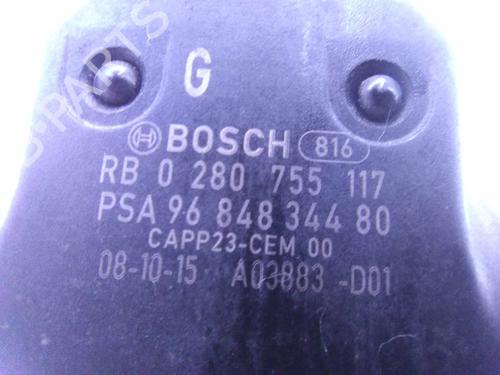 G
BOSCH 816
RB 0 280 755 117
PSA 96 848 344 80
CAPP23-CEM 00
08-10-15 A03883 -D01
B-PARTS